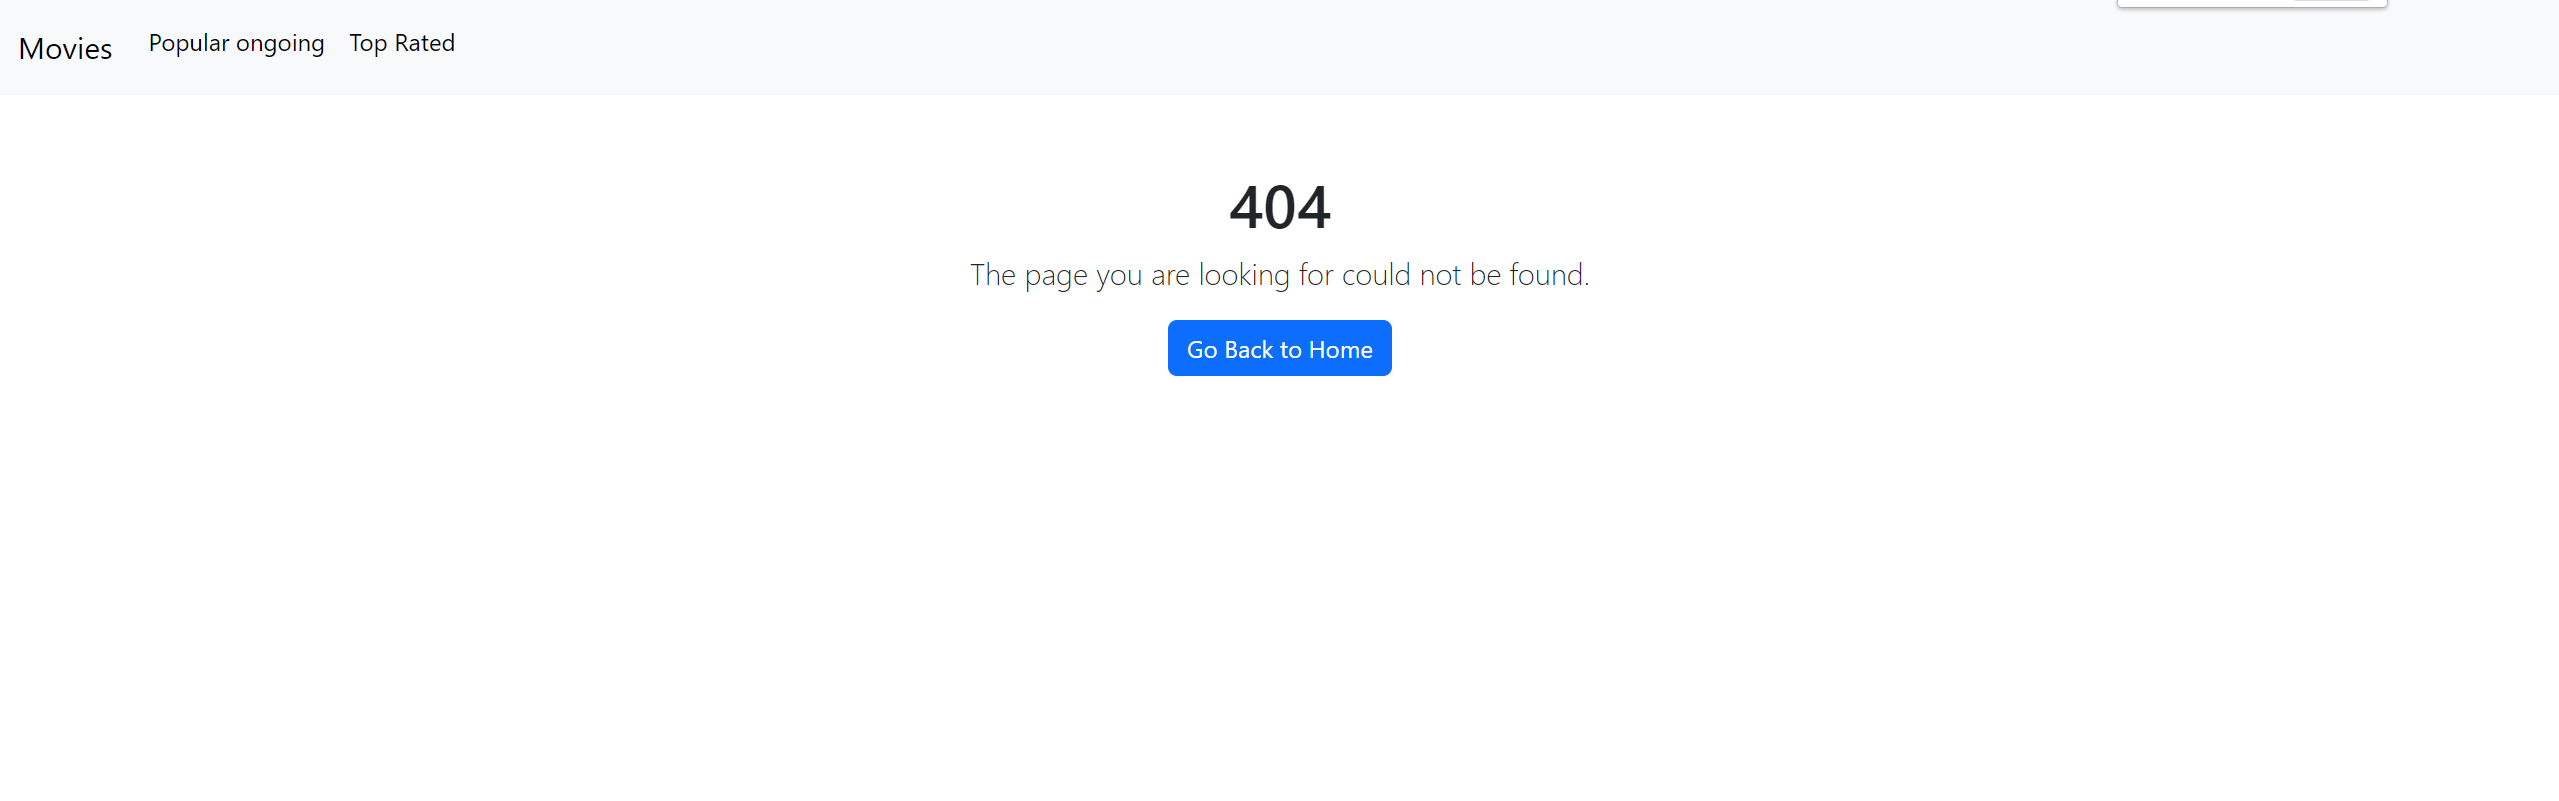 Movies Popular ongoing Top Rated
404
The page you are looking for could not be found.
Go Back to Home